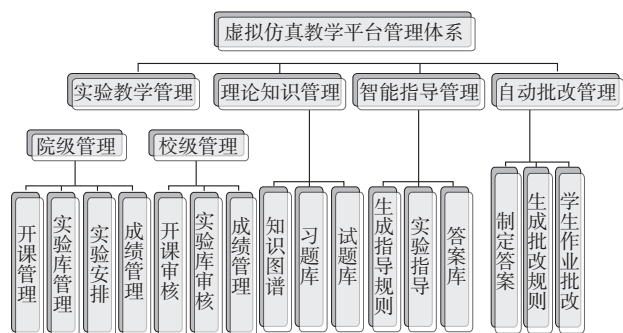 虚拟仿真教学平台管理体系
实验教学管理
理论知识管理
智能指导管理
自动批改管理
院级管理
校级管理
开课管理
实验库管理
实验安排
成绩管理
开课审核
实验库审核
成绩管理
知识图谱
习题库
试题库
生成指导规则
实验指导
答案库
制定答案
生成批改规则
学生作业批改